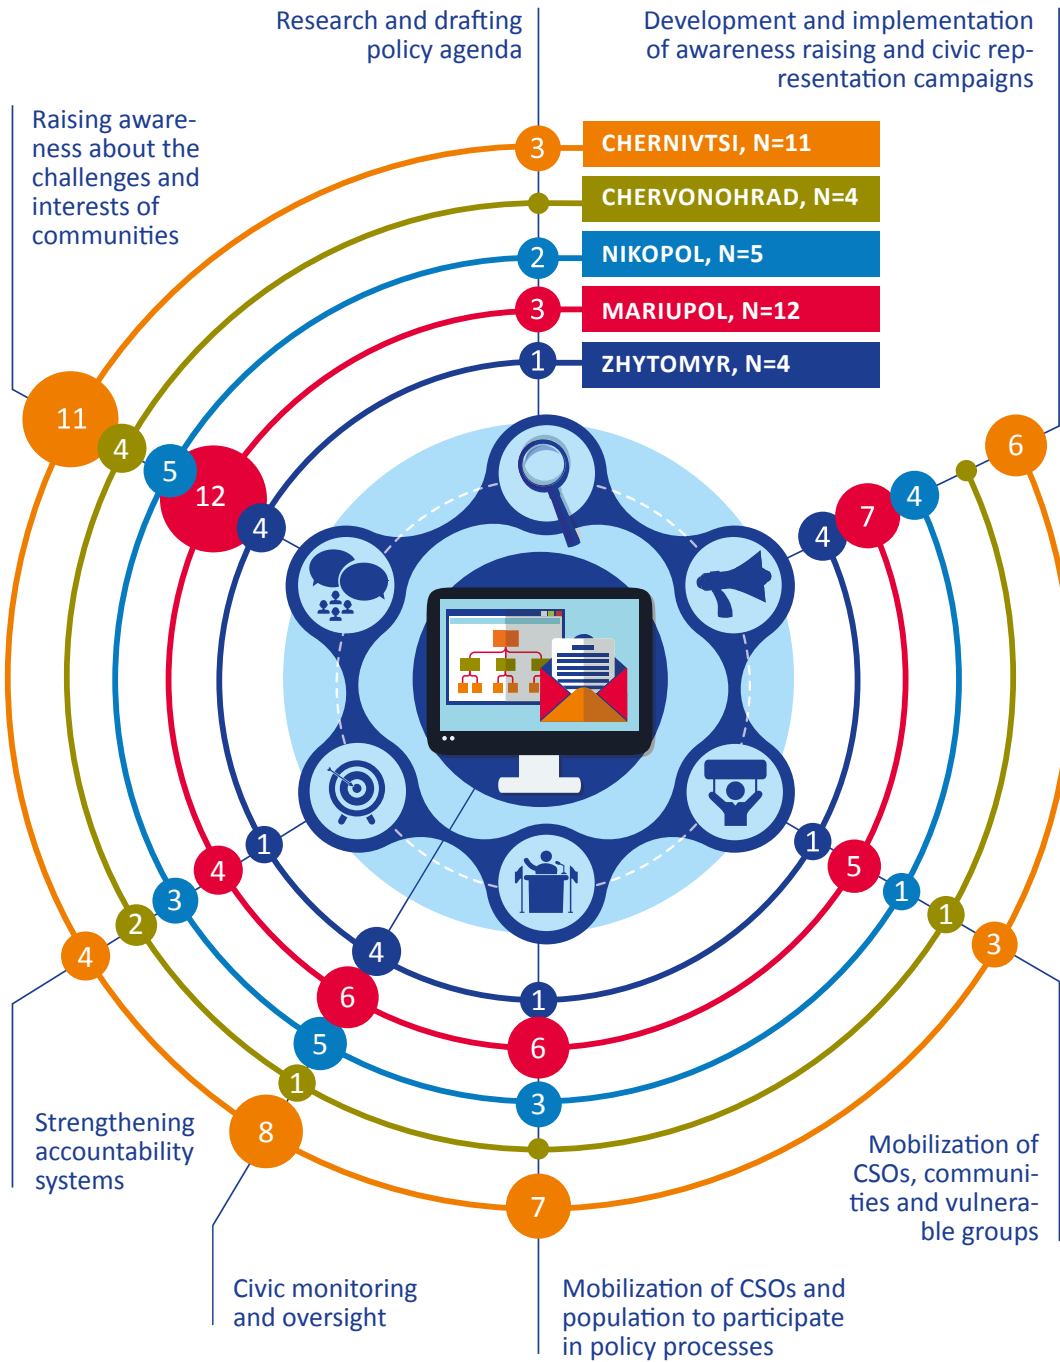 Research and drafting
policy agenda
Development and implementation
of awareness raising and civic rep-
resentation campaigns
Raising aware-
ness about the
challenges and
interests of
communities
3
CHERNIVTSI, N=11
CHERVONOHRAD, N=4
2
NIKOPOL, N=5
3
MARIUPOL, N=12
1
ZHYTOMYR, N=4
11
4
5
12
4
6
4
7
4
1
4
3
2
4
1
5
1
1
3
4
6
5
1
8
1
6
3
7
Strengthening
accountability
systems
Mobilization of
CSOs, communi-
ties and vulnera-
ble groups
Civic monitoring
and oversight
Mobilization of CSOs and
population to participate
in policy processes